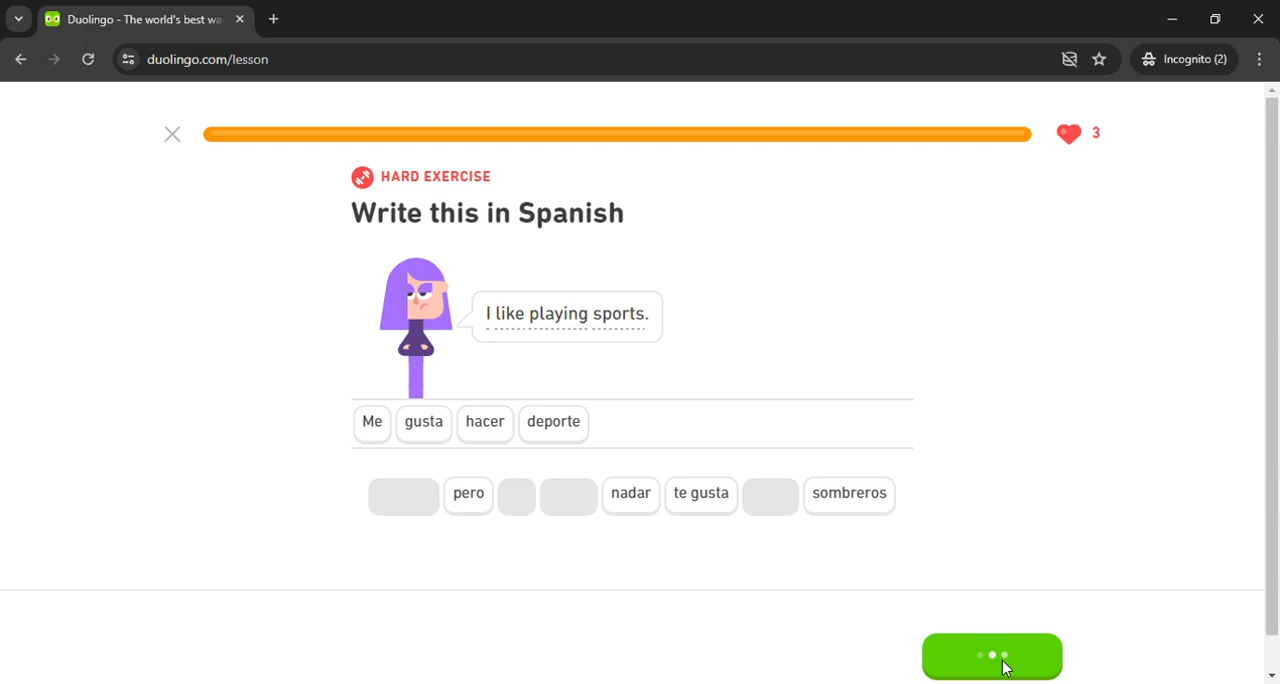 Duolingo - The world's best wa
duolingo.com/lesson
Incognito (2)
3
HARD EXERCISE
Write this in Spanish
I like playing sports.
Me gusta hacer deporte
pero nadar te gusta sombreros